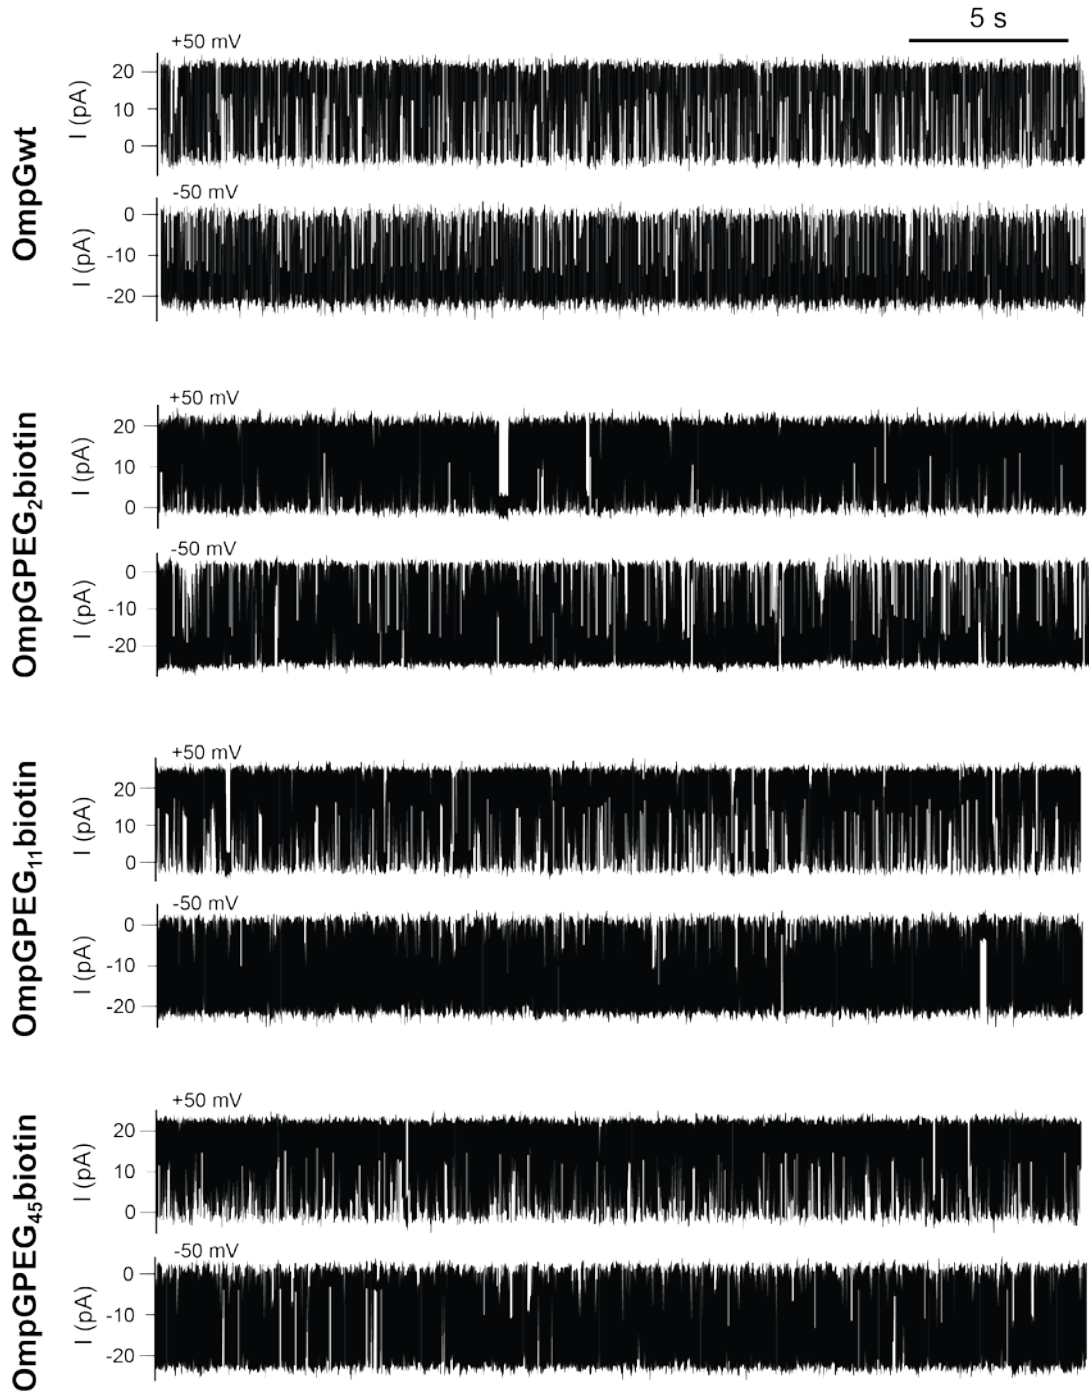 5 s
OmpGwt
+50 mV
I (pA)
20
10
0
-50 mV
I (pA)
0
-10
-20
OmpGPEG₂biotin
+50 mV
I (pA)
20
10
0
-50 mV
I (pA)
0
-10
-20
OmpGPEG₁₁biotin
+50 mV
I (pA)
20
10
0
-50 mV
I (pA)
0
-10
-20
OmpGPEG₄₅biotin
+50 mV
I (pA)
20
10
0
-50 mV
I (pA)
0
-10
-20